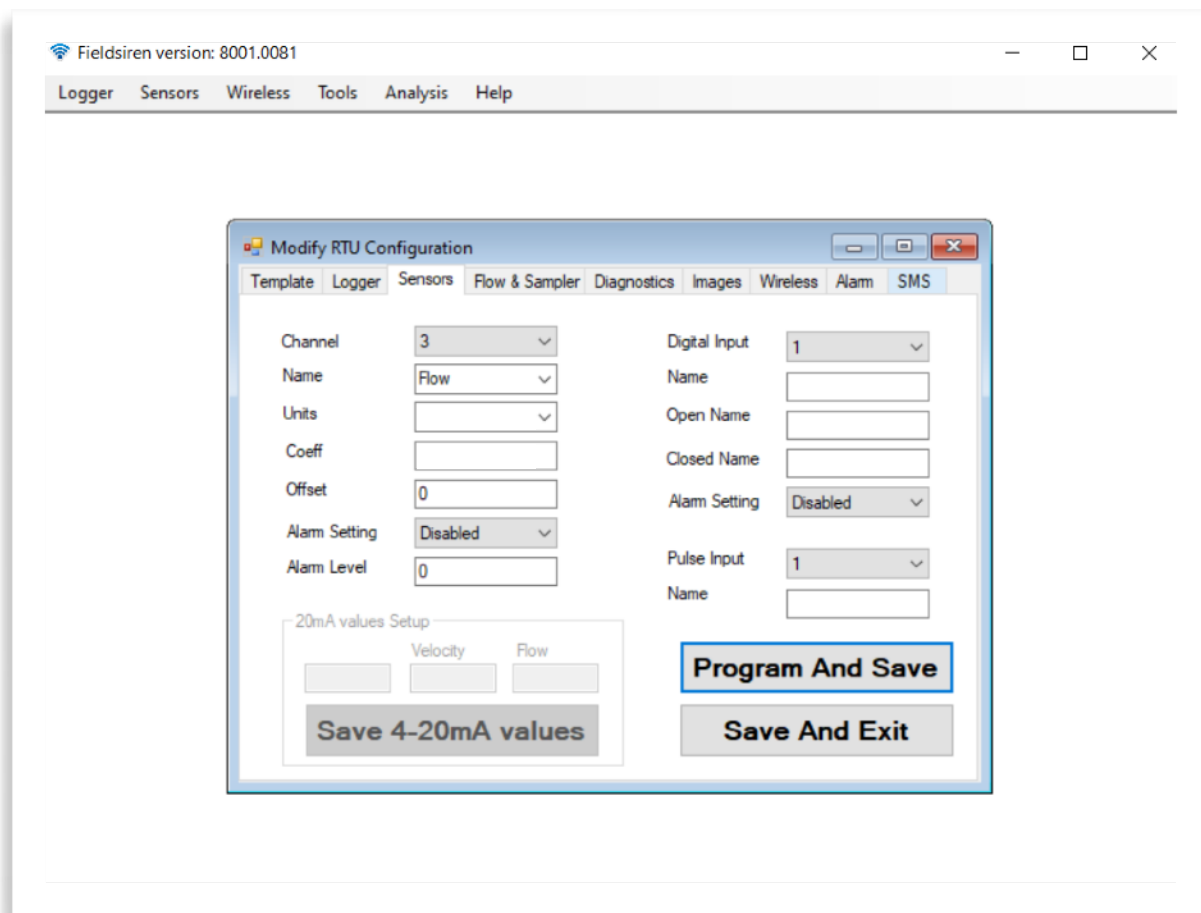 Fieldsiren version: 8001.0081
Logger Sensors Wireless Tools Analysis Help
Modify RTU Configuration
Template Logger Sensors Flow & Sampler Diagnostics Images Wireless Alarm SMS
Channel 3
Name Flow
Units
Coeff
Offset 0
Alarm Setting Disabled
Alarm Level 0
20mA values Setup
Velocity Flow
Save 4-20mA values
Digital Input 1
Name
Open Name
Closed Name
Alarm Setting Disabled
Pulse Input 1
Name
Program And Save
Save And Exit